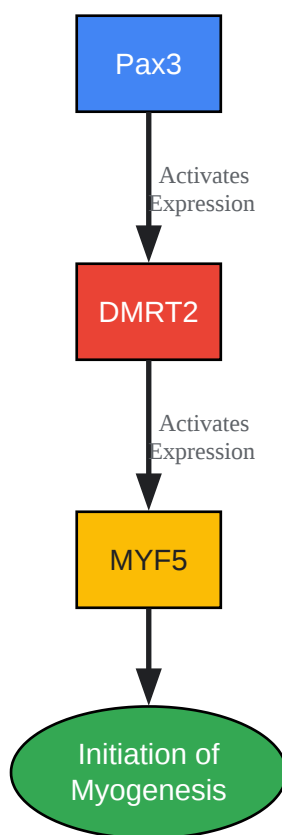 Pax3
Activates
Expression
DMRT2
Activates
Expression
MYF5
Initiation of
Myogenesis